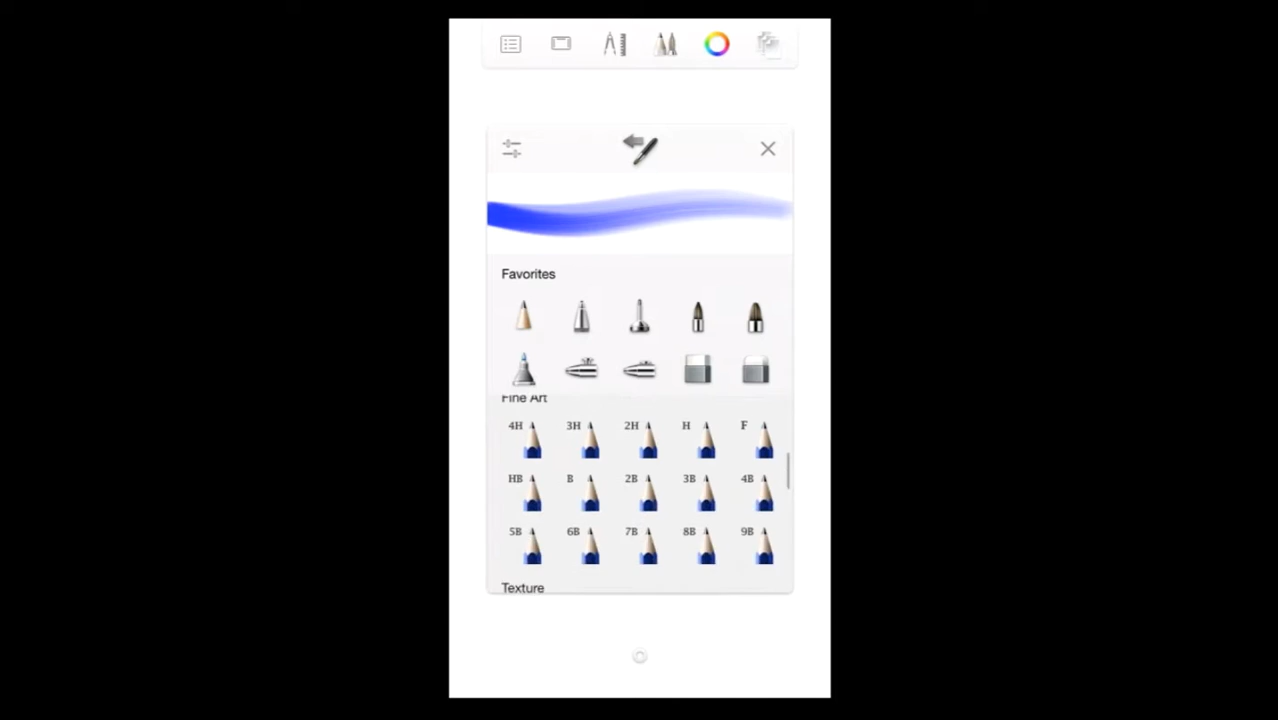 Favorites
Fine Art
4H 3H 2H H F
HB B 2B 3B 4B
5B 6B 7B 8B 9B
Texture